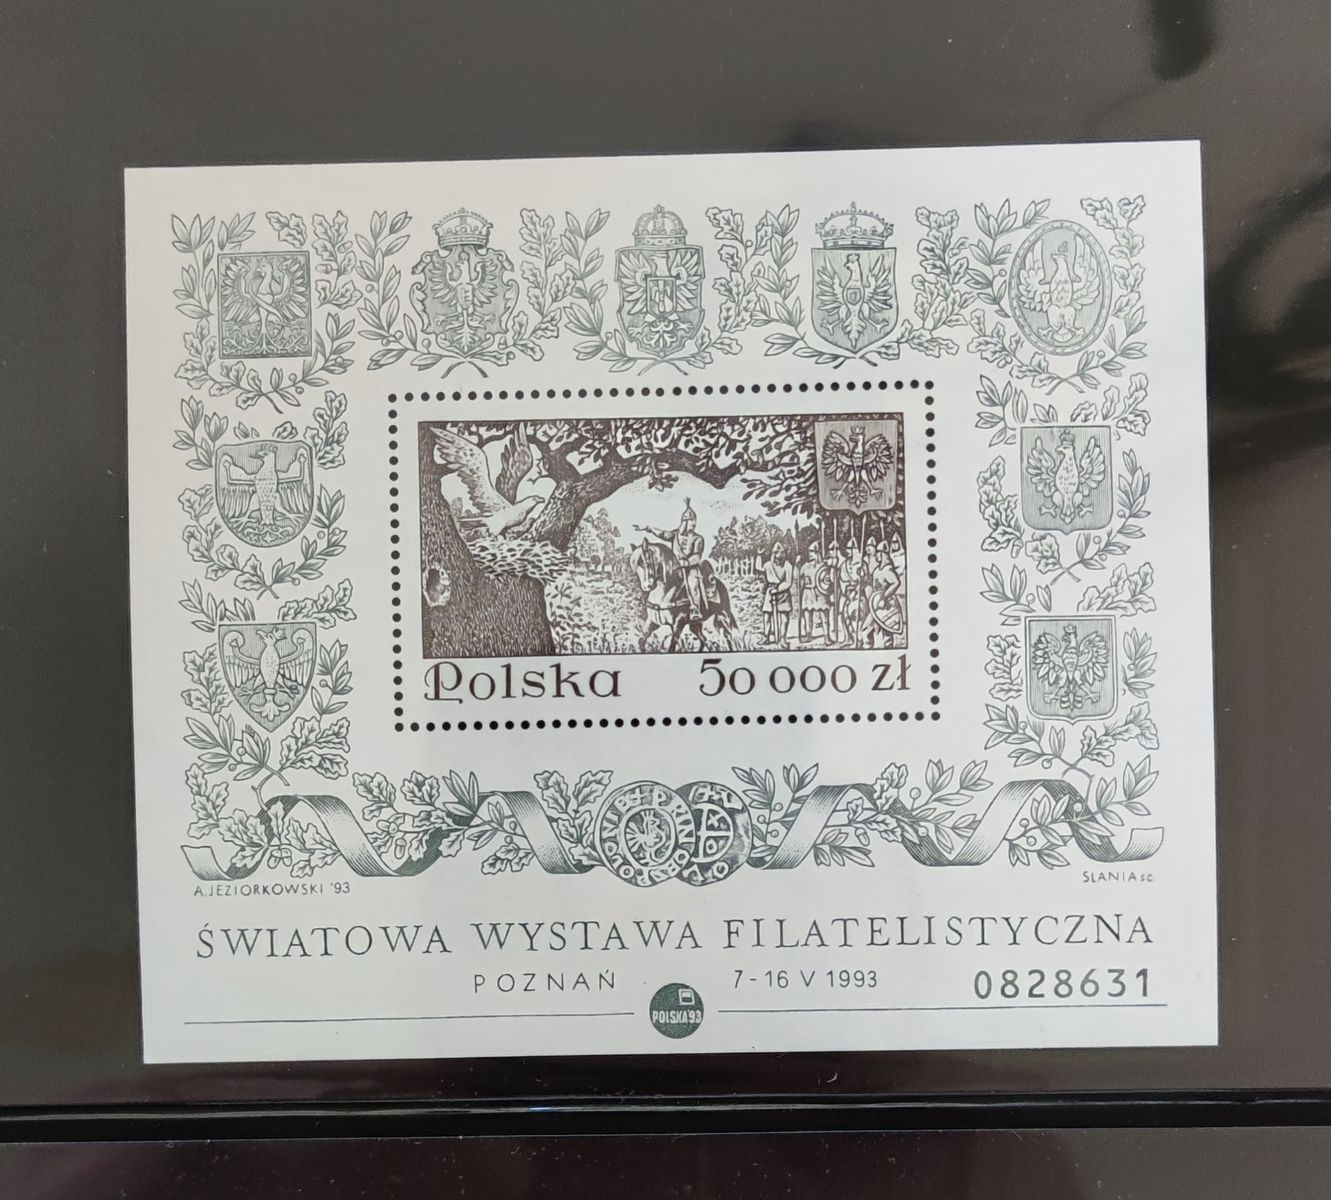 Polska 50 000 zł
A.JEZIORKOWSKI '93
SLANIA sc.
ŚWIATOWA WYSTAWA FILATELISTYCZNA
POZNAŃ 7-16 V 1993 0828631
POLSKA'93